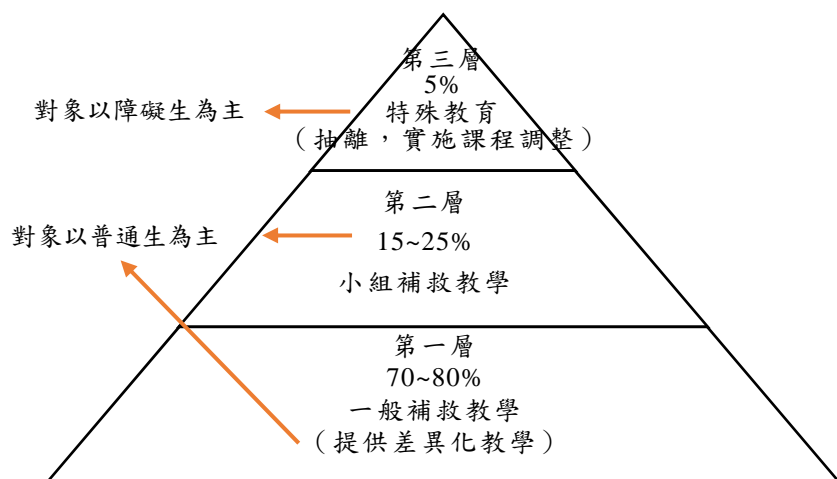 第三層
5%
對象以障礙生為主
特殊教育
（抽離，實施課程調整）
第二層
對象以普通生為主
15~25%
小組補救教學
第一層
70~80%
一般補救教學
（提供差異化教學）